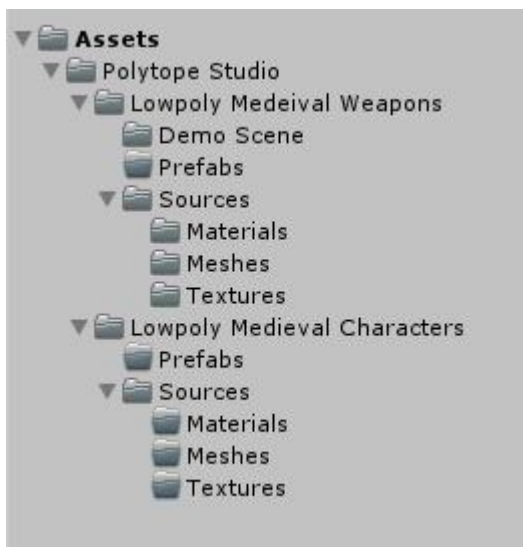 Assets
Polytope Studio
Lowpoly Medeival Weapons
Demo Scene
Prefabs
Sources
Materials
Meshes
Textures
Lowpoly Medieval Characters
Prefabs
Sources
Materials
Meshes
Textures